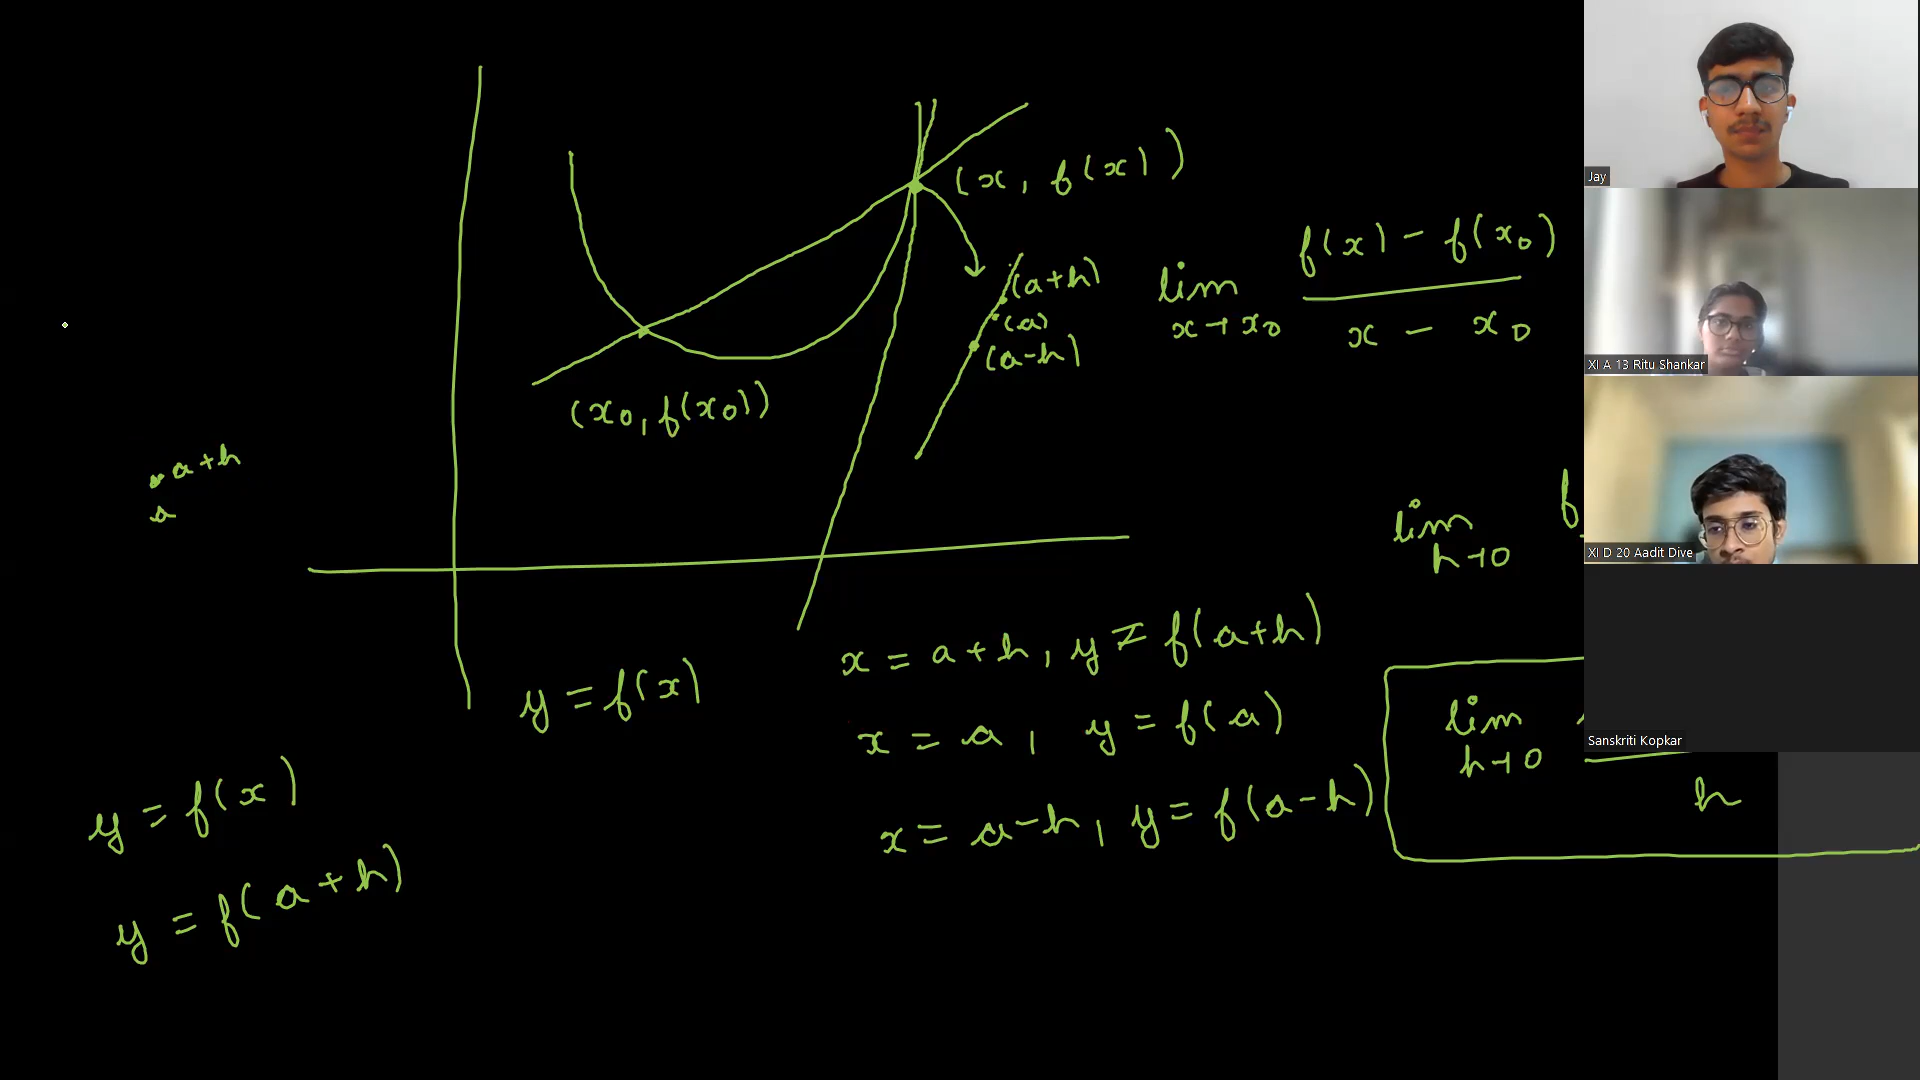 (x, f(x))
(a+h)
(a)
(a-h)
lim x→x₀ f(x) - f(x₀) / x - x₀
(x₀, f(x₀))
a+h
a
lim h→0 f
x = a+h, y = f(a+h)
y = f(x)
x = a, y = f(a)
lim h→0
h
y = f(x)
x = a-h, y = f(a-h)
y = f(a+h)
Jay
XI A 13 Ritu Shankar
XI D 20 Aadit Dive
Sanskriti Kopkar